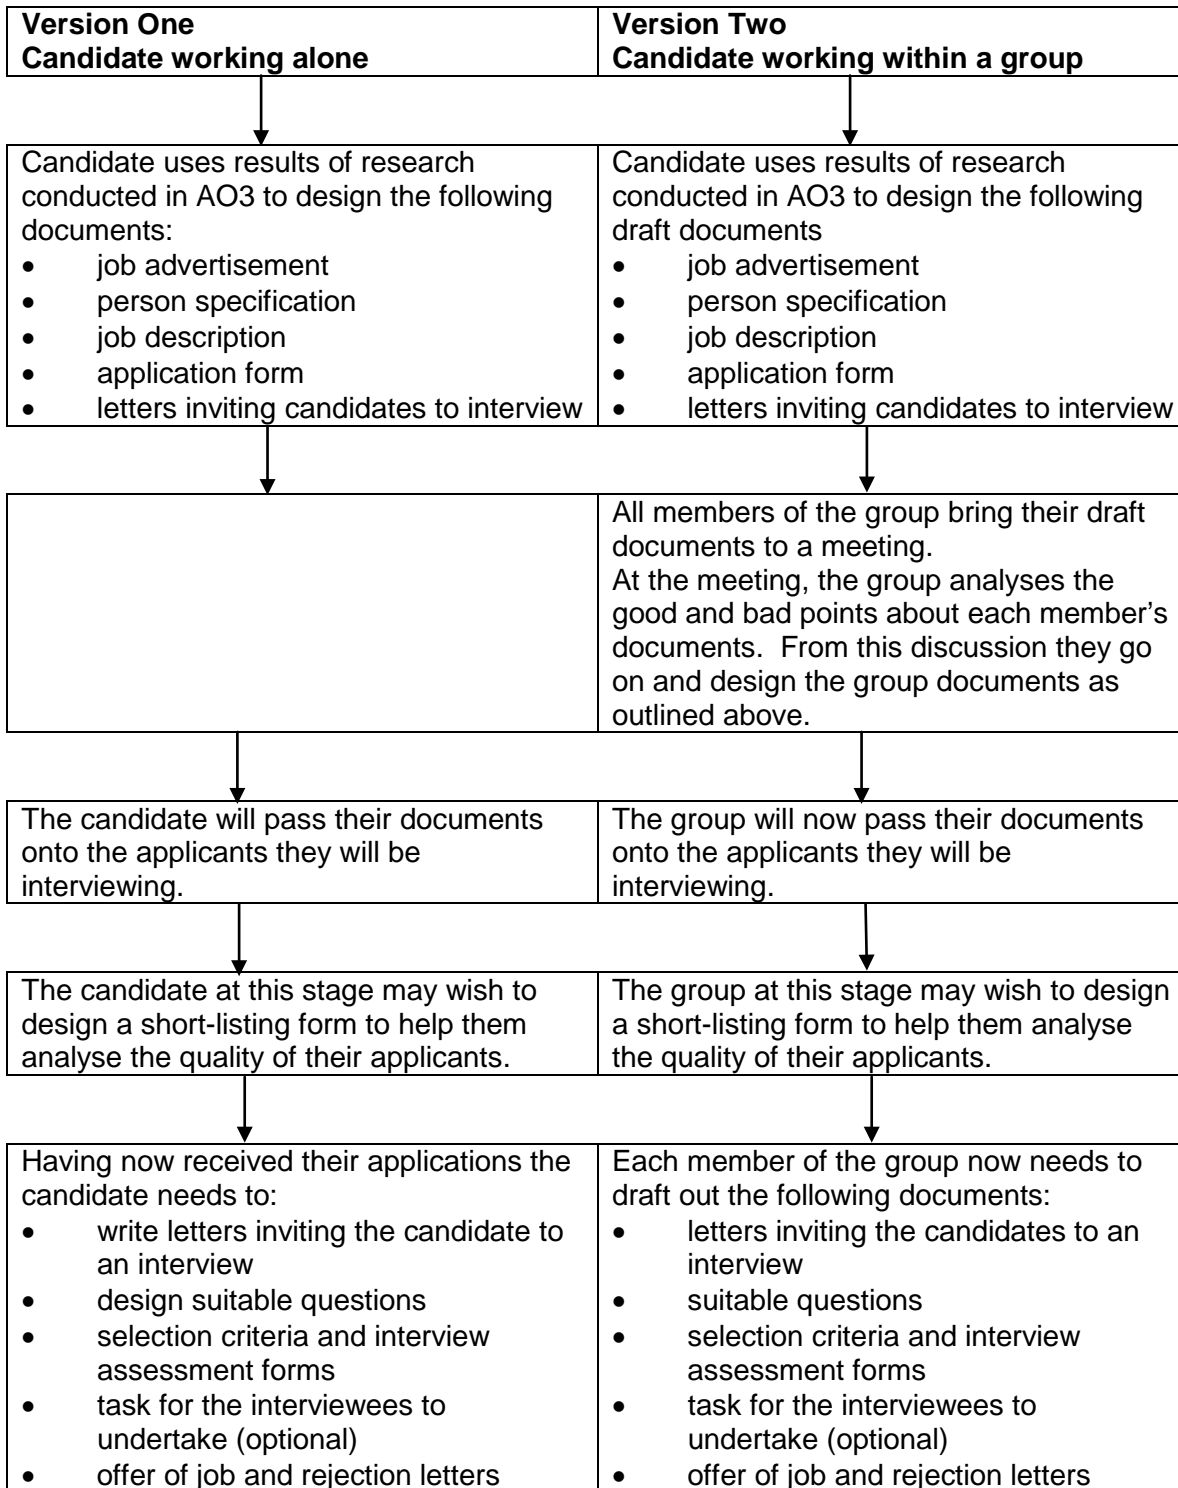 Version One
Candidate working alone
Version Two
Candidate working within a group
Candidate uses results of research
conducted in AO3 to design the following
documents:
• job advertisement
• person specification
• job description
• application form
• letters inviting candidates to interview
Candidate uses results of research
conducted in AO3 to design the following
draft documents
• job advertisement
• person specification
• job description
• application form
• letters inviting candidates to interview
All members of the group bring their draft
documents to a meeting.
At the meeting, the group analyses the
good and bad points about each member’s
documents. From this discussion they go
on and design the group documents as
outlined above.
The candidate will pass their documents
onto the applicants they will be
interviewing.
The group will now pass their documents
onto the applicants they will be
interviewing.
The candidate at this stage may wish to
design a short-listing form to help them
analyse the quality of their applicants.
The group at this stage may wish to design
a short-listing form to help them analyse
the quality of their applicants.
Having now received their applications the
candidate needs to:
• write letters inviting the candidate to
an interview
• design suitable questions
• selection criteria and interview
assessment forms
• task for the interviewees to
undertake (optional)
• offer of job and rejection letters
Each member of the group now needs to
draft out the following documents:
• letters inviting the candidates to an
interview
• suitable questions
• selection criteria and interview
assessment forms
• task for the interviewees to
undertake (optional)
• offer of job and rejection letters